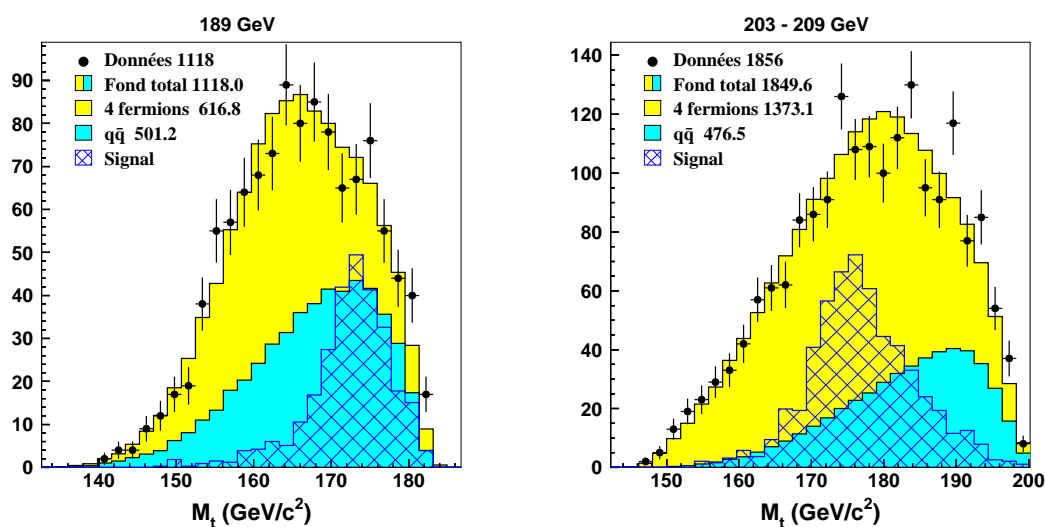 189 GeV
Données 1118
Fond total 1118.0
4 fermions 616.8
qq̄ 501.2
Signal
90
80
70
60
50
40
30
20
10
0
140 150 160 170 180
M_t (GeV/c²)
203 - 209 GeV
Données 1856
Fond total 1849.6
4 fermions 1373.1
qq̄ 476.5
Signal
140
120
100
80
60
40
20
0
150 160 170 180 190 200
M_t (GeV/c²)